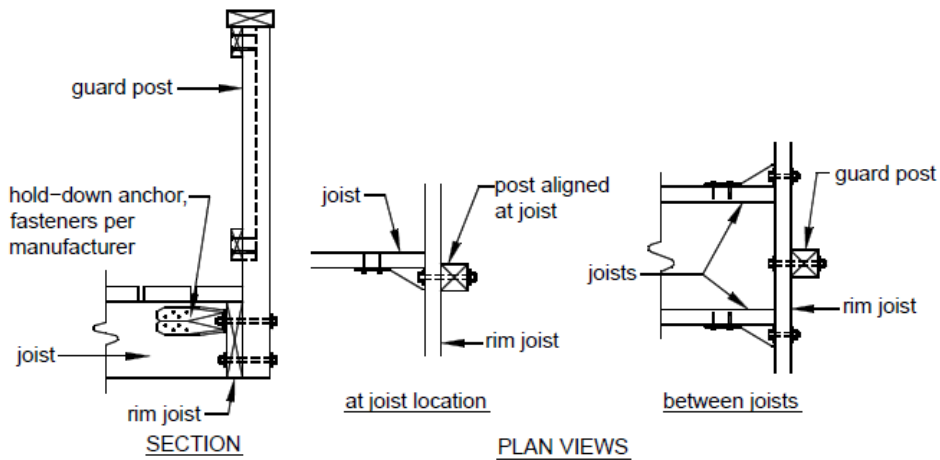 guard post
hold-down anchor,
fasteners per
manufacturer
joist
rim joist
SECTION
joist
post aligned
at joist
rim joist
at joist location
guard post
joists
rim joist
between joists
PLAN VIEWS